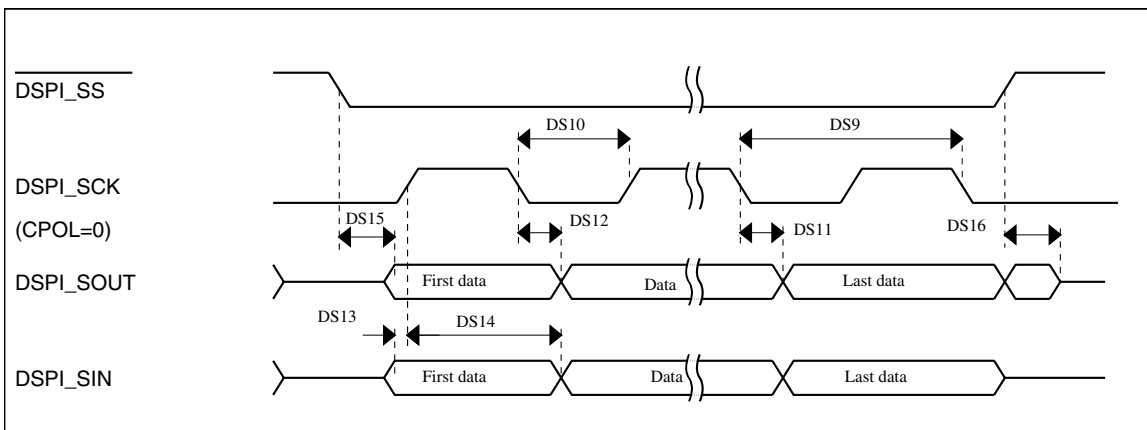 DSPI_SS
DS10
DS9
DSPI_SCK
(CPOL=0)
DS15
DS12
DS11
DS16
DSPI_SOUT
First data
Data
Last data
DS13
DS14
DSPI_SIN
First data
Data
Last data